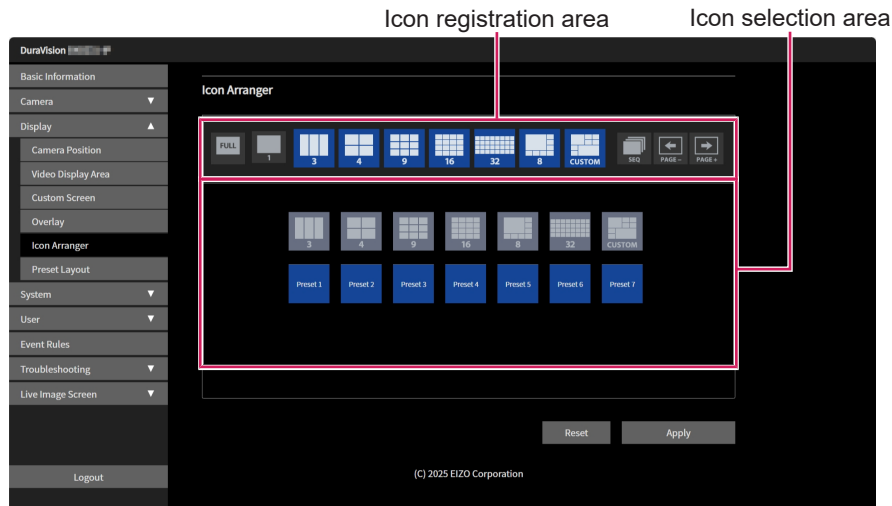 Icon registration area
Icon selection area
DuraVision
Basic Information
Camera ▼
Display ▲
Camera Position
Video Display Area
Custom Screen
Overlay
Icon Arranger
Preset Layout
System ▼
User ▼
Event Rules
Troubleshooting ▼
Live Image Screen ▼
Logout
Icon Arranger
FULL 1 3 4 9 16 32 8 CUSTOM SEQ PAGE − PAGE +
3 4 9 16 8 32 CUSTOM
Preset 1 Preset 2 Preset 3 Preset 4 Preset 5 Preset 6 Preset 7
Reset Apply
(C) 2025 EIZO Corporation